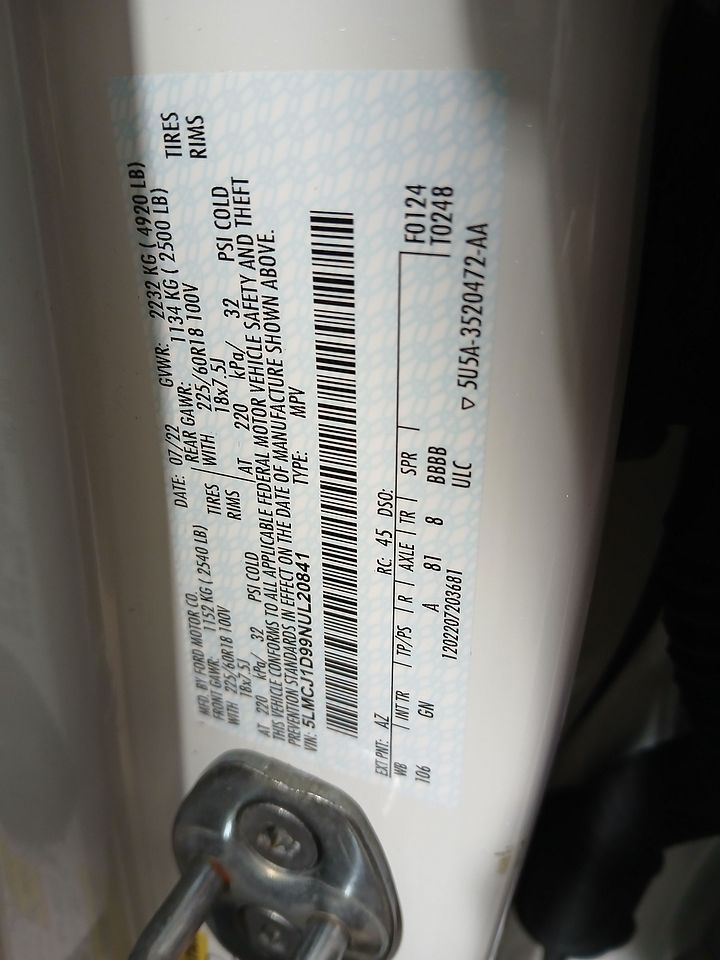 MFD. BY FORD MOTOR CO. DATE: 07/22 GVWR: 2232 KG ( 4920 LB)
FRONT GAWR: 1152 KG ( 2540 LB) REAR GAWR: 1134 KG ( 2500 LB)
WITH 225/60R18 100V TIRES WITH 225/60R18 100V TIRES
18x7.5J RIMS 18x7.5J RIMS
AT 220 kPa/ 32 PSI COLD AT 220 kPa/ 32 PSI COLD
THIS VEHICLE CONFORMS TO ALL APPLICABLE FEDERAL MOTOR VEHICLE SAFETY AND THEFT
PREVENTION STANDARDS IN EFFECT ON THE DATE OF MANUFACTURE SHOWN ABOVE.
VIN: 5LMCJ1D99NUL20841 TYPE: MPV
EXT PNT: AZ RC: 45 DSO: F0124
WB INT TR TP/PS R AXLE TR SPR T0248
106 GN A 81 8 BBBB
ULC
1202207203681 ▽ 5U5A-3520472-AA